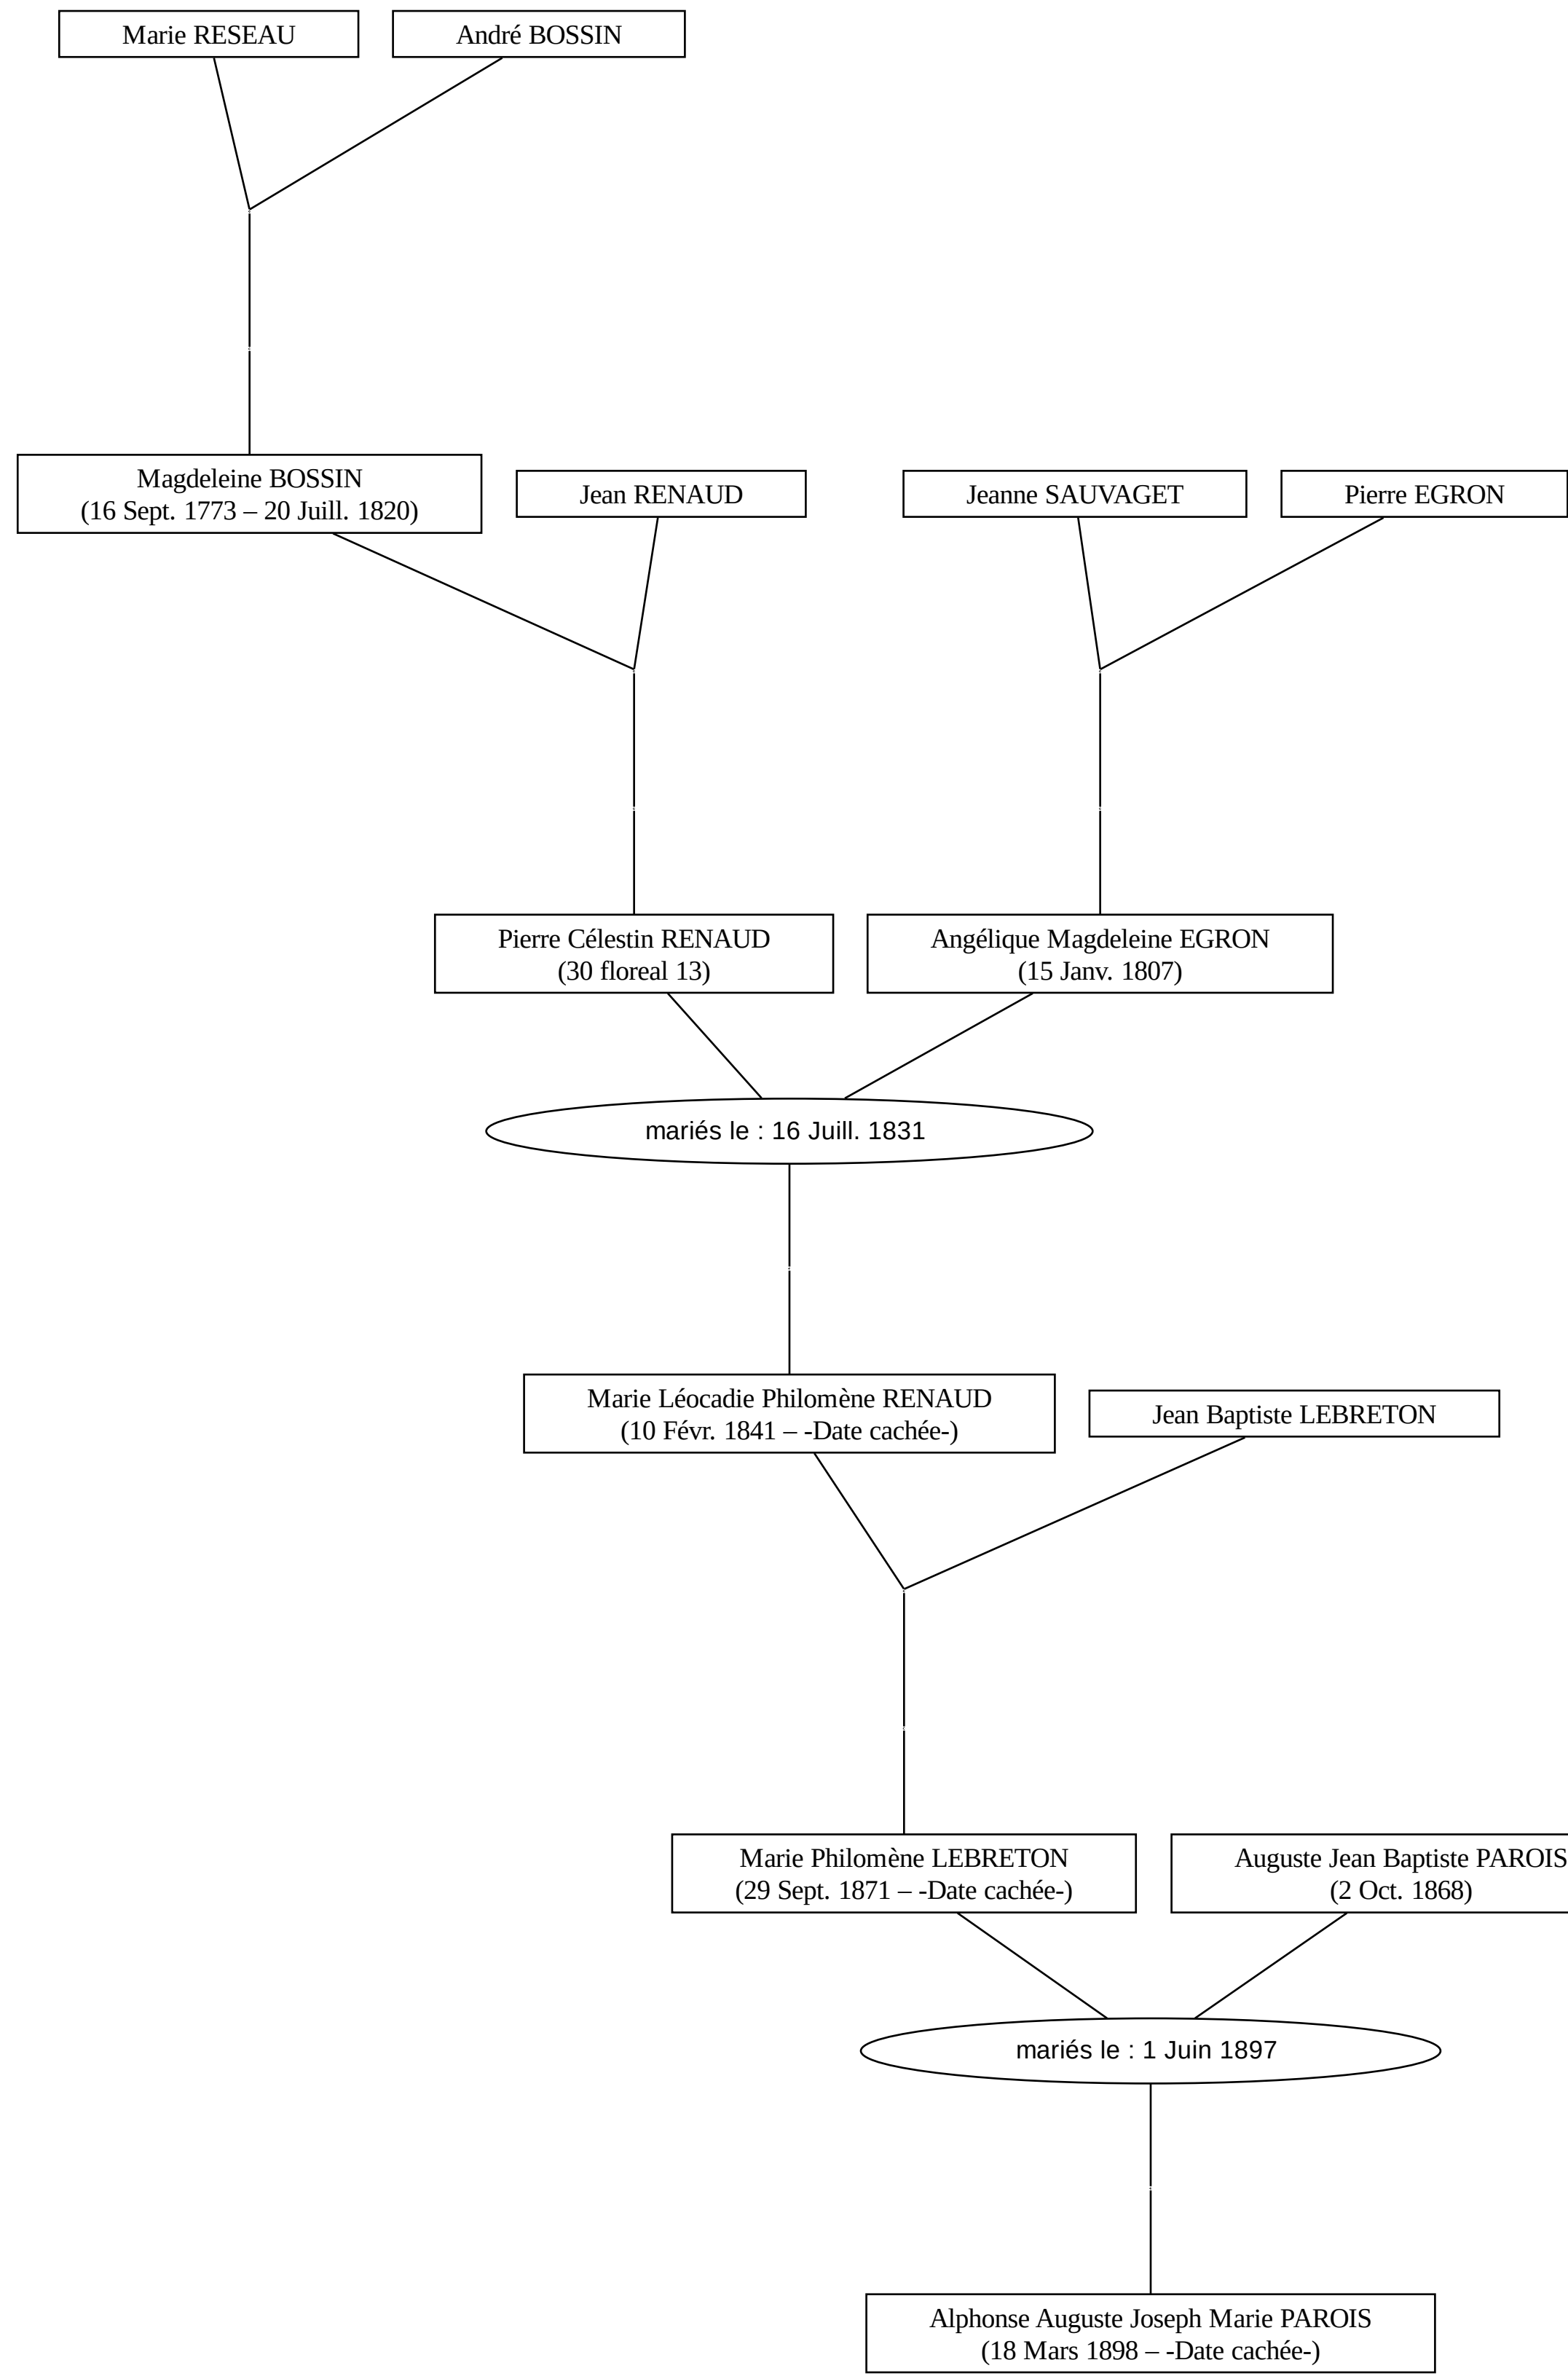 Marie RESEAU
André BOSSIN
Magdeleine BOSSIN
(16 Sept. 1773 – 20 Juill. 1820)
Jean RENAUD
Jeanne SAUVAGET
Pierre EGRON
Pierre Célestin RENAUD
(30 floreal 13)
Angélique Magdeleine EGRON
(15 Janv. 1807)
mariés le : 16 Juill. 1831
Marie Léocadie Philomène RENAUD
(10 Févr. 1841 – -Date cachée-)
Jean Baptiste LEBRETON
Marie Philomène LEBRETON
(29 Sept. 1871 – -Date cachée-)
Auguste Jean Baptiste PAROIS
(2 Oct. 1868)
mariés le : 1 Juin 1897
Alphonse Auguste Joseph Marie PAROIS
(18 Mars 1898 – -Date cachée-)